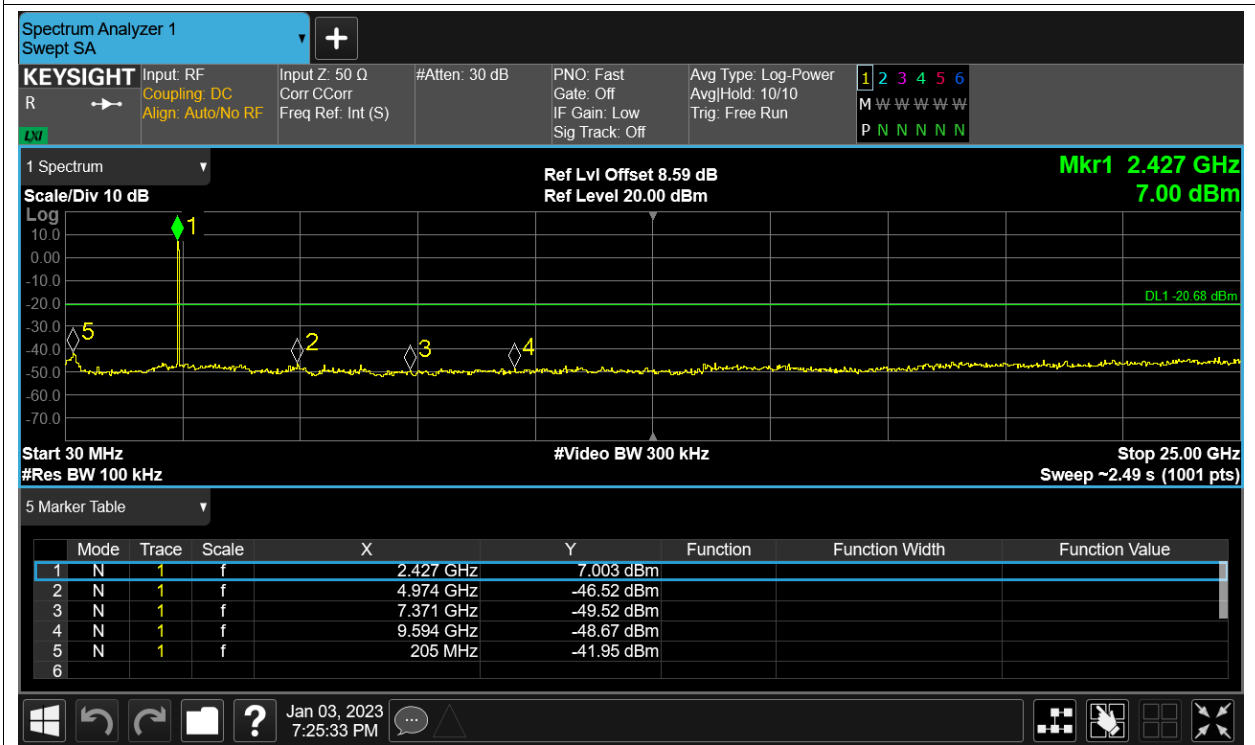 Spectrum Analyzer 1
Swept SA
KEYSIGHT
R
LXI
Input: RF
Coupling: DC
Align: Auto/No RF
Input Z: 50 Ω
Corr CCorr
Freq Ref: Int (S)
#Atten: 30 dB
PNO: Fast
Gate: Off
IF Gain: Low
Sig Track: Off
Avg Type: Log-Power
Avg|Hold: 10/10
Trig: Free Run
1 2 3 4 5 6
M W W W W W
P N N N N N
1 Spectrum
Scale/Div 10 dB
Ref Lvl Offset 8.59 dB
Ref Level 20.00 dBm
Mkr1 2.427 GHz
7.00 dBm
Log
10.0
0.00
-10.0
-20.0
-30.0
-40.0
-50.0
-60.0
-70.0
1
DL1 -20.68 dBm
5
2
3
4
Start 30 MHz
#Video BW 300 kHz
Stop 25.00 GHz
#Res BW 100 kHz
Sweep ~2.49 s (1001 pts)
5 Marker Table
Mode Trace Scale X Y Function Function Width Function Value
1 N 1 f 2.427 GHz 7.003 dBm
2 N 1 f 4.974 GHz -46.52 dBm
3 N 1 f 7.371 GHz -49.52 dBm
4 N 1 f 9.594 GHz -48.67 dBm
5 N 1 f 205 MHz -41.95 dBm
6
?
Jan 03, 2023
7:25:33 PM